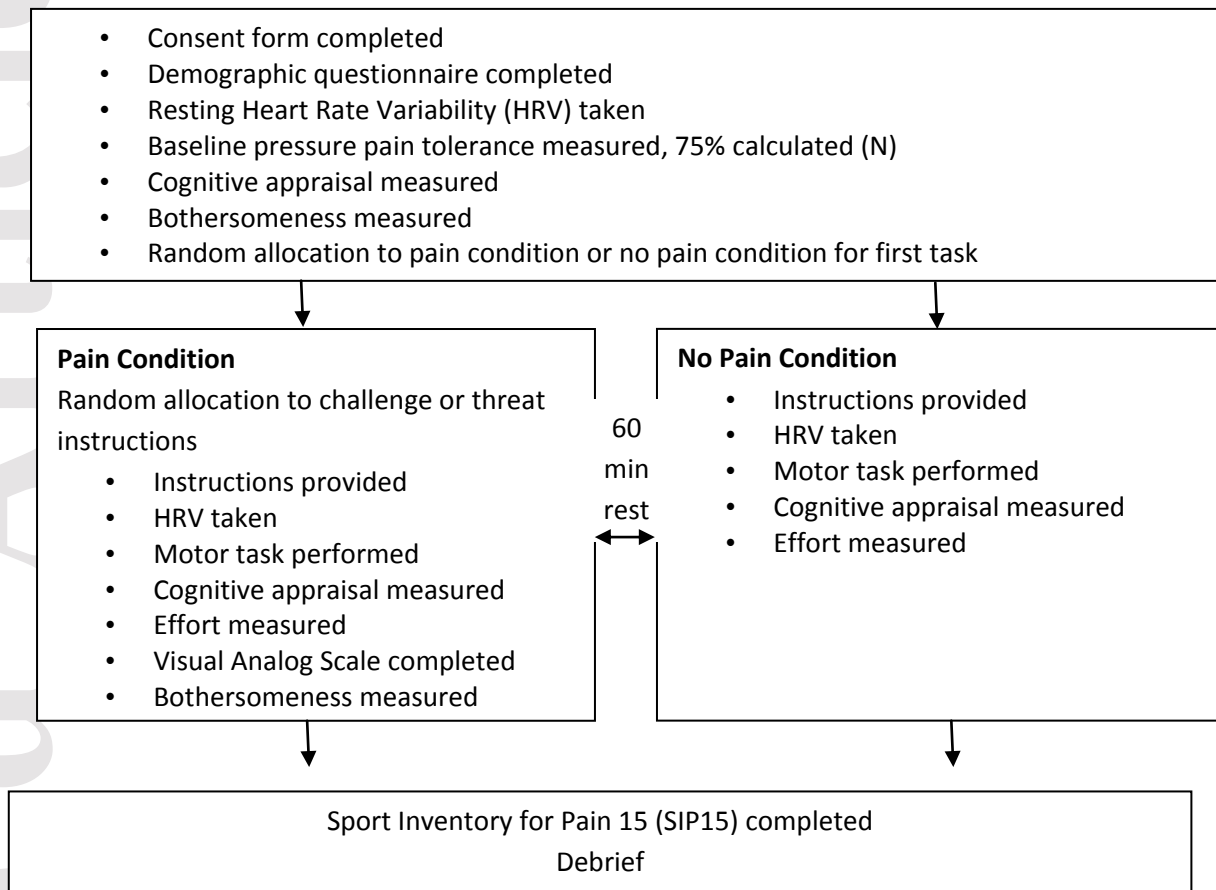 • Consent form completed
• Demographic questionnaire completed
• Resting Heart Rate Variability (HRV) taken
• Baseline pressure pain tolerance measured, 75% calculated (N)
• Cognitive appraisal measured
• Bothersomeness measured
• Random allocation to pain condition or no pain condition for first task
Pain Condition
Random allocation to challenge or threat
instructions
• Instructions provided
• HRV taken
• Motor task performed
• Cognitive appraisal measured
• Effort measured
• Visual Analog Scale completed
• Bothersomeness measured
60
min
rest
No Pain Condition
• Instructions provided
• HRV taken
• Motor task performed
• Cognitive appraisal measured
• Effort measured
Sport Inventory for Pain 15 (SIP15) completed
Debrief